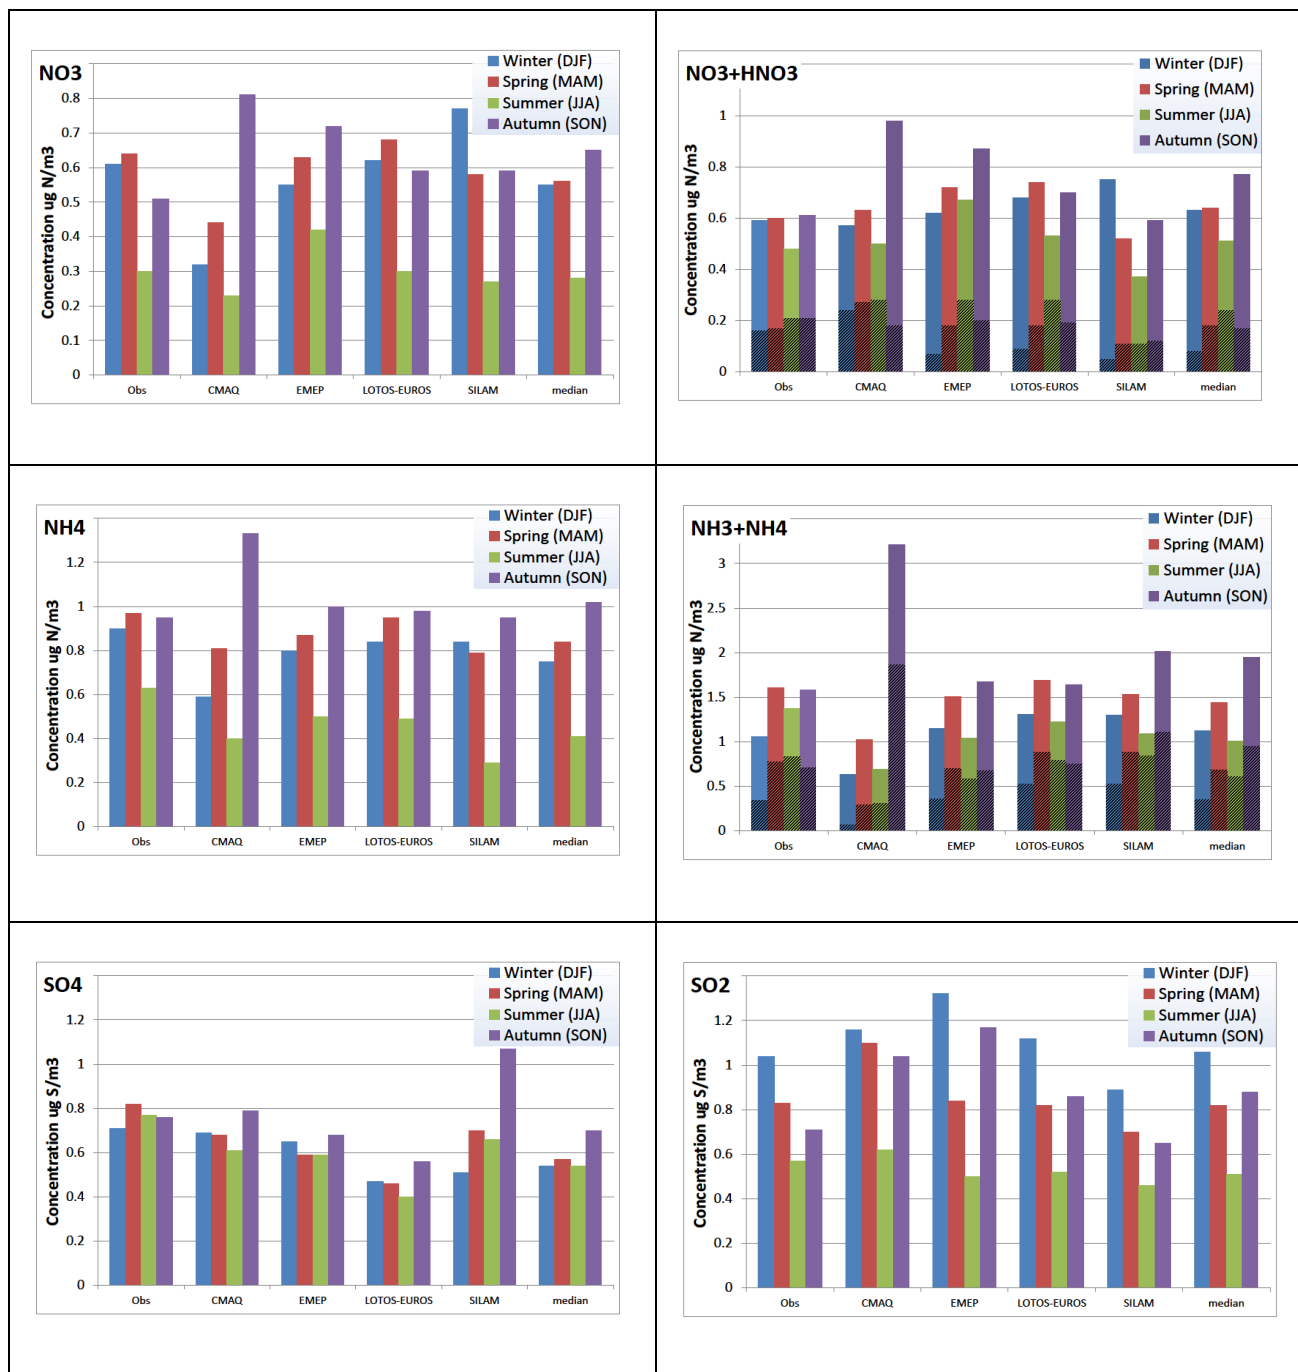 NO3
Winter (DJF)
Spring (MAM)
Summer (JJA)
Autumn (SON)
Concentration ug N/m3
0.8
0.7
0.6
0.5
0.4
0.3
0.2
0.1
0
Obs CMAQ EMEP LOTOS-EUROS SILAM median
NO3+HNO3
Winter (DJF)
Spring (MAM)
Summer (JJA)
Autumn (SON)
Concentration ug N/m3
1
0.8
0.6
0.4
0.2
0
Obs CMAQ EMEP LOTOS-EUROS SILAM median
NH4
Winter (DJF)
Spring (MAM)
Summer (JJA)
Autumn (SON)
Concentration ug N/m3
1.2
1
0.8
0.6
0.4
0.2
0
Obs CMAQ EMEP LOTOS-EUROS SILAM median
NH3+NH4
Winter (DJF)
Spring (MAM)
Summer (JJA)
Autumn (SON)
Concentration ug N/m3
3
2.5
2
1.5
1
0.5
0
Obs CMAQ EMEP LOTOS-EUROS SILAM median
SO4
Winter (DJF)
Spring (MAM)
Summer (JJA)
Autumn (SON)
Concentration ug S/m3
1.2
1
0.8
0.6
0.4
0.2
0
Obs CMAQ EMEP LOTOS-EUROS SILAM median
SO2
Winter (DJF)
Spring (MAM)
Summer (JJA)
Autumn (SON)
Concentration ug S/m3
1.2
1
0.8
0.6
0.4
0.2
0
Obs CMAQ EMEP LOTOS-EUROS SILAM median